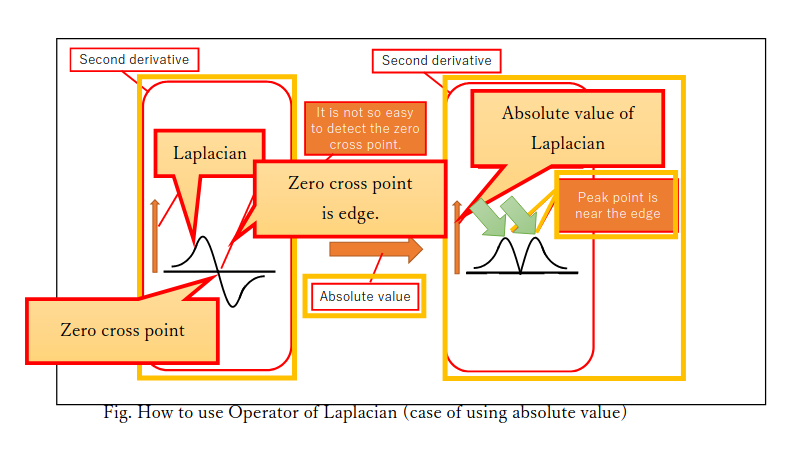 Second derivative
Second derivative
It is not so easy
to detect the zero
cross point.
Absolute value of
Laplacian
Laplacian
Zero cross point
is edge.
Peak point is
near the edge
Absolute value
Zero cross point
Fig. How to use Operator of Laplacian (case of using absolute value)